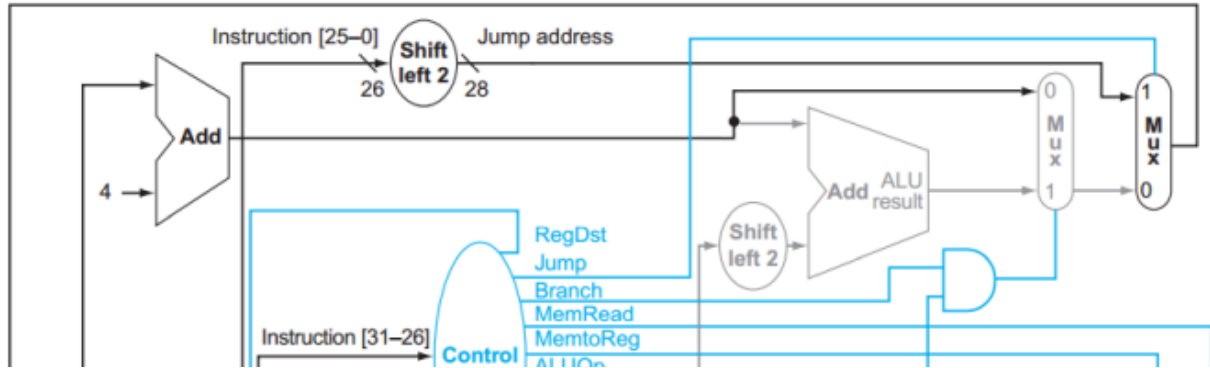 Instruction [25–0]
Shift
left 2
Jump address
26
28
Add
4
0
M
u
x
1
1
M
u
x
0
Add
ALU
result
Shift
left 2
RegDst
Jump
Branch
MemRead
MemtoReg
ALUOp
Instruction [31–26]
Control